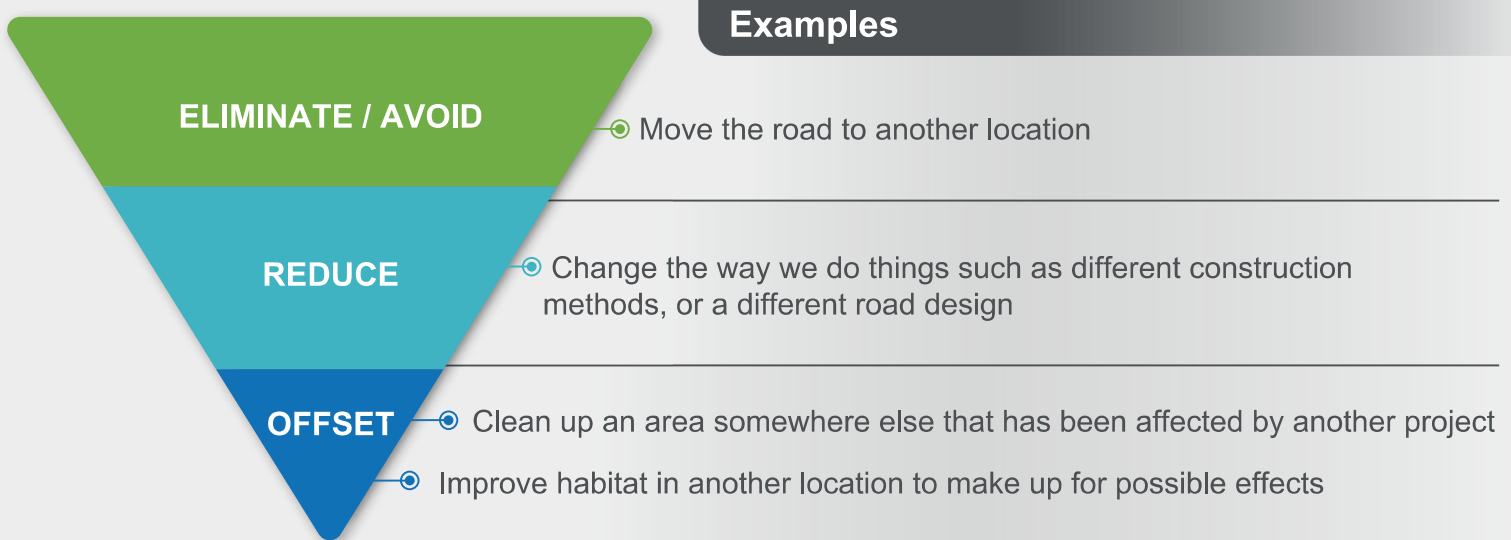 Examples
ELIMINATE / AVOID
Move the road to another location
REDUCE
Change the way we do things such as different construction
methods, or a different road design
OFFSET
Clean up an area somewhere else that has been affected by another project
Improve habitat in another location to make up for possible effects